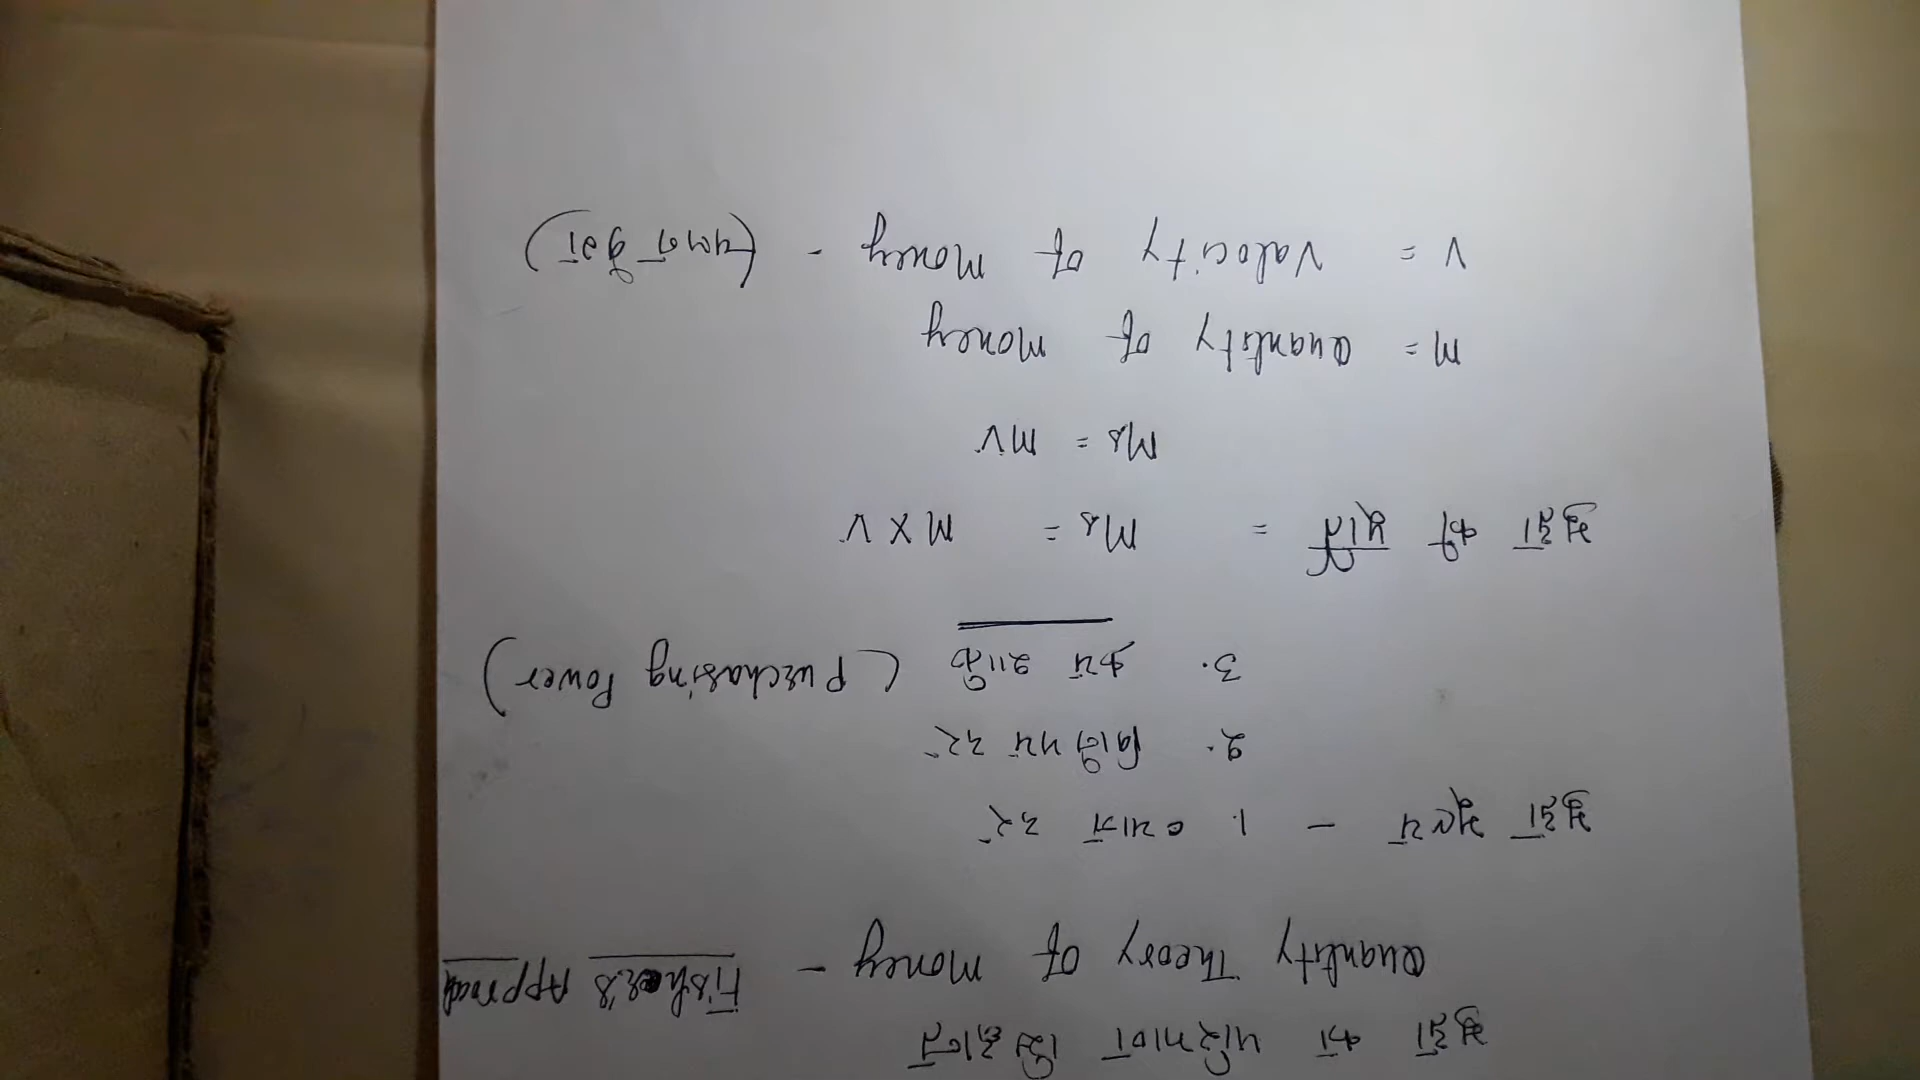 मुद्रा का परिमाण सिद्धान्त
Quantity Theory of money - Fisher's Approach
मुद्रा मूल्य - 1. ब्याज दर
2. विनिमय दर
3. क्रय शक्ति (Purchasing Power)
मुद्रा की पूर्ति = Ms = M X V
Ms = MV
M = Quantity of money
V = Valocity of money - (चलन वेग)